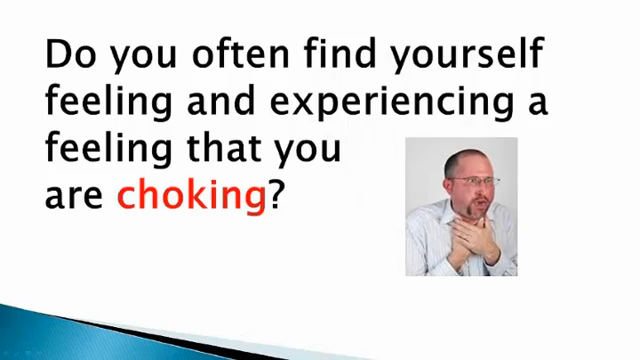 Do you often find yourself
feeling and experiencing a
feeling that you
are choking?